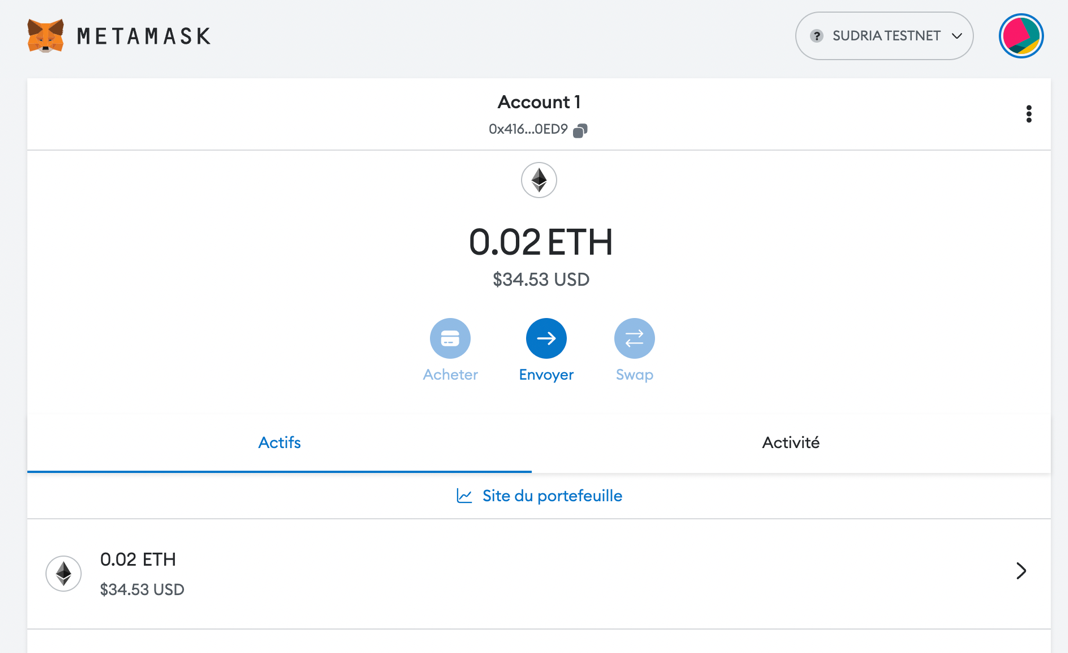 METAMASK
? SUDRIA TESTNET
Account 1
0x416...0ED9
0.02 ETH
$34.53 USD
Acheter
Envoyer
Swap
Actifs
Activité
Site du portefeuille
0.02 ETH
$34.53 USD